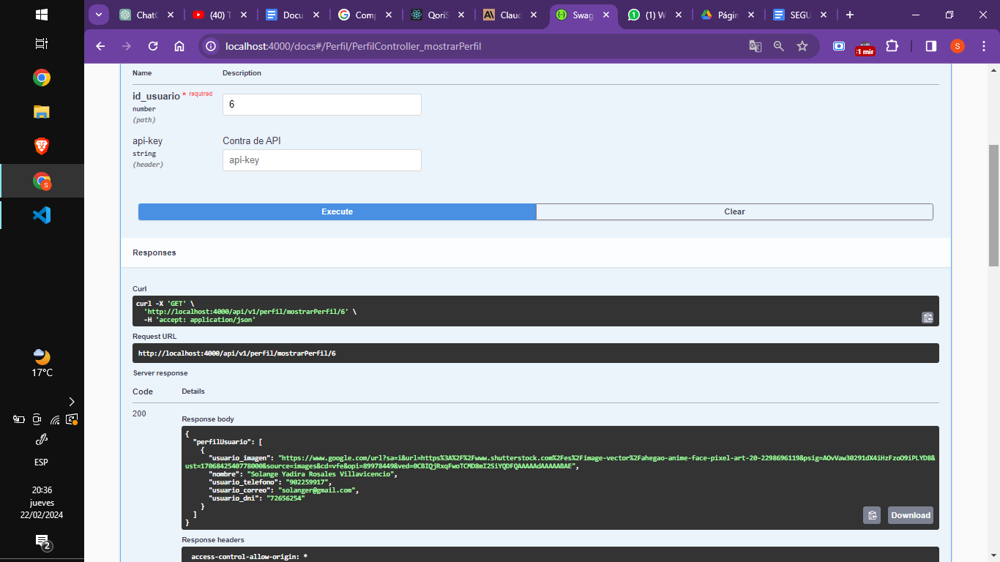 ChatG
(40) T
Docu
Comp
QoriS
Claud
Swag
1
(1) W
Págin
SEGU
localhost:4000/docs#/Perfil/PerfilController_mostrarPerfil
1 min
S
Name Description
id_usuario * required
number
(path)
6
api-key
string
(header)
Contra de API
api-key
Execute
Clear
Responses
Curl
curl -X 'GET' \
'http://localhost:4000/api/v1/perfil/mostrarPerfil/6' \
-H 'accept: application/json'
Request URL
http://localhost:4000/api/v1/perfil/mostrarPerfil/6
Server response
Code Details
200
Response body
{
"perfilUsuario": [
{
"usuario_imagen": "https://www.google.com/url?sa=i&url=https%3A%2F%2Fwww.shutterstock.com%2Fes%2Fimage-vector%2Fahegao-anime-face-pixel-art-20-2298696119&psig=AOvVaw30291dX4iHzFzoO9iPLYD8&
ust=1706842540778000&source=images&cd=vfe&opi=89978449&ved=0CBIQjRxqFwoTCMD8mI2SiYQDFQAAAAAdAAAAABAE",
"nombre": "Solange Yadira Rosales Villavicencio",
"usuario_telefono": "902259917",
"usuario_correo": "solanger@gmail.com",
"usuario_dni": "72656254"
}
]
}
Download
Response headers
access-control-allow-origin: *
S
17°C
ESP
20:36
jueves
22/02/2024
2